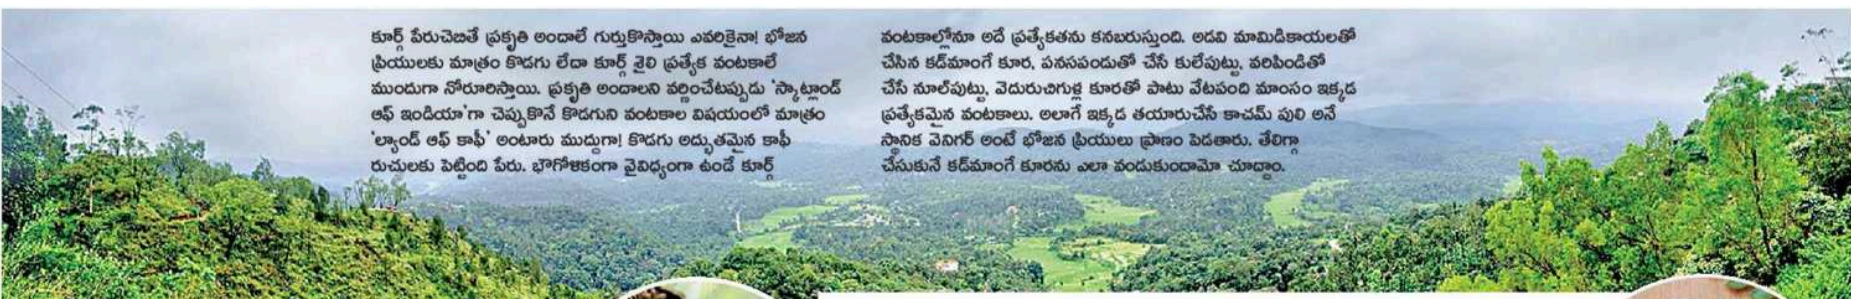 కూర్గ్ పేరుచెబితే ప్రకృతి అందాలే గుర్తుకొస్తాయి ఎవరికైనా! భోజన
ప్రియులకు మాత్రం కొడగు లేదా కూర్గ్ శైలి ప్రత్యేక వంటకాలే
ముందుగా నోరూరిస్తాయి. ప్రకృతి అందాలని వర్ణించేటప్పుడు 'స్కాట్లాండ్
ఆఫ్ ఇండియా'గా చెప్పుకొనే కొడగుని వంటకాల విషయంలో మాత్రం
'ల్యాండ్ ఆఫ్ కాఫీ' అంటారు ముద్దుగా! కొడగు అద్భుతమైన కాఫీ
రుచులకు పెట్టింది పేరు. భౌగోళికంగా వైవిధ్యంగా ఉండే కూర్గ్
వంటకాల్లోనూ అదే ప్రత్యేకతను కనబరుస్తుంది. అడవి మామిడికాయలతో
చేసిన కడ్‌మాంగే కూర, పనసపండుతో చేసే కులేపుట్టు, వరిపిండితో
చేసే నూల్‌పుట్టు, వెదురుచిగుళ్ల కూరతో పాటు వేటపంది మాంసం ఇక్కడ
ప్రత్యేకమైన వంటకాలు. అలాగే ఇక్కడ తయారుచేసే కాచమ్ పులి అనే
స్థానిక వెనిగర్ అంటే భోజన ప్రియులు ప్రాణం పెడతారు. తేలిగ్గా
చేసుకునే కడ్‌మాంగే కూరను ఎలా వండుకుందామో చూద్దాం.